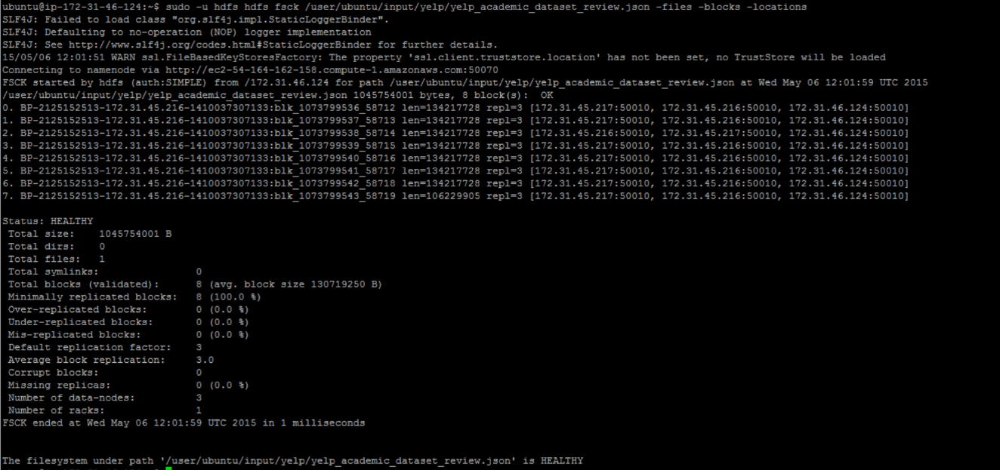 ubuntu@ip-172-31-46-124:~$ sudo -u hdfs hdfs fsck /user/ubuntu/input/yelp/yelp_academic_dataset_review.json -files -blocks -locations
SLF4J: Failed to load class "org.slf4j.impl.StaticLoggerBinder".
SLF4J: Defaulting to no-operation (NOP) logger implementation
SLF4J: See http://www.slf4j.org/codes.html#StaticLoggerBinder for further details.
15/05/06 12:01:51 WARN ssl.FileBasedKeyStoresFactory: The property 'ssl.client.truststore.location' has not been set, no TrustStore will be loaded
Connecting to namenode via http://ec2-54-164-162-158.compute-1.amazonaws.com:50070
FSCK started by hdfs (auth:SIMPLE) from /172.31.46.124 for path /user/ubuntu/input/yelp/yelp_academic_dataset_review.json at Wed May 06 12:01:59 UTC 2015
/user/ubuntu/input/yelp/yelp_academic_dataset_review.json 1045754001 bytes, 8 block(s):  OK
0. BP-2125152513-172.31.45.216-1410037307133:blk_1073799536_58712 len=134217728 repl=3 [172.31.45.217:50010, 172.31.45.216:50010, 172.31.46.124:50010]
1. BP-2125152513-172.31.45.216-1410037307133:blk_1073799537_58713 len=134217728 repl=3 [172.31.45.217:50010, 172.31.45.216:50010, 172.31.46.124:50010]
2. BP-2125152513-172.31.45.216-1410037307133:blk_1073799538_58714 len=134217728 repl=3 [172.31.45.217:50010, 172.31.45.216:50010, 172.31.46.124:50010]
3. BP-2125152513-172.31.45.216-1410037307133:blk_1073799539_58715 len=134217728 repl=3 [172.31.45.217:50010, 172.31.45.216:50010, 172.31.46.124:50010]
4. BP-2125152513-172.31.45.216-1410037307133:blk_1073799540_58716 len=134217728 repl=3 [172.31.45.217:50010, 172.31.45.216:50010, 172.31.46.124:50010]
5. BP-2125152513-172.31.45.216-1410037307133:blk_1073799541_58717 len=134217728 repl=3 [172.31.45.217:50010, 172.31.45.216:50010, 172.31.46.124:50010]
6. BP-2125152513-172.31.45.216-1410037307133:blk_1073799542_58718 len=134217728 repl=3 [172.31.45.217:50010, 172.31.45.216:50010, 172.31.46.124:50010]
7. BP-2125152513-172.31.45.216-1410037307133:blk_1073799543_58719 len=106229905 repl=3 [172.31.45.217:50010, 172.31.45.216:50010, 172.31.46.124:50010]
Status: HEALTHY
Total size: 1045754001 B
Total dirs: 0
Total files: 1
Total symlinks: 0
Total blocks (validated): 8 (avg. block size 130719250 B)
Minimally replicated blocks: 8 (100.0 %)
Over-replicated blocks: 0 (0.0 %)
Under-replicated blocks: 0 (0.0 %)
Mis-replicated blocks: 0 (0.0 %)
Default replication factor: 3
Average block replication: 3.0
Corrupt blocks: 0
Missing replicas: 0 (0.0 %)
Number of data-nodes: 3
Number of racks: 1
FSCK ended at Wed May 06 12:01:59 UTC 2015 in 1 milliseconds
The filesystem under path '/user/ubuntu/input/yelp/yelp_academic_dataset_review.json' is HEALTHY